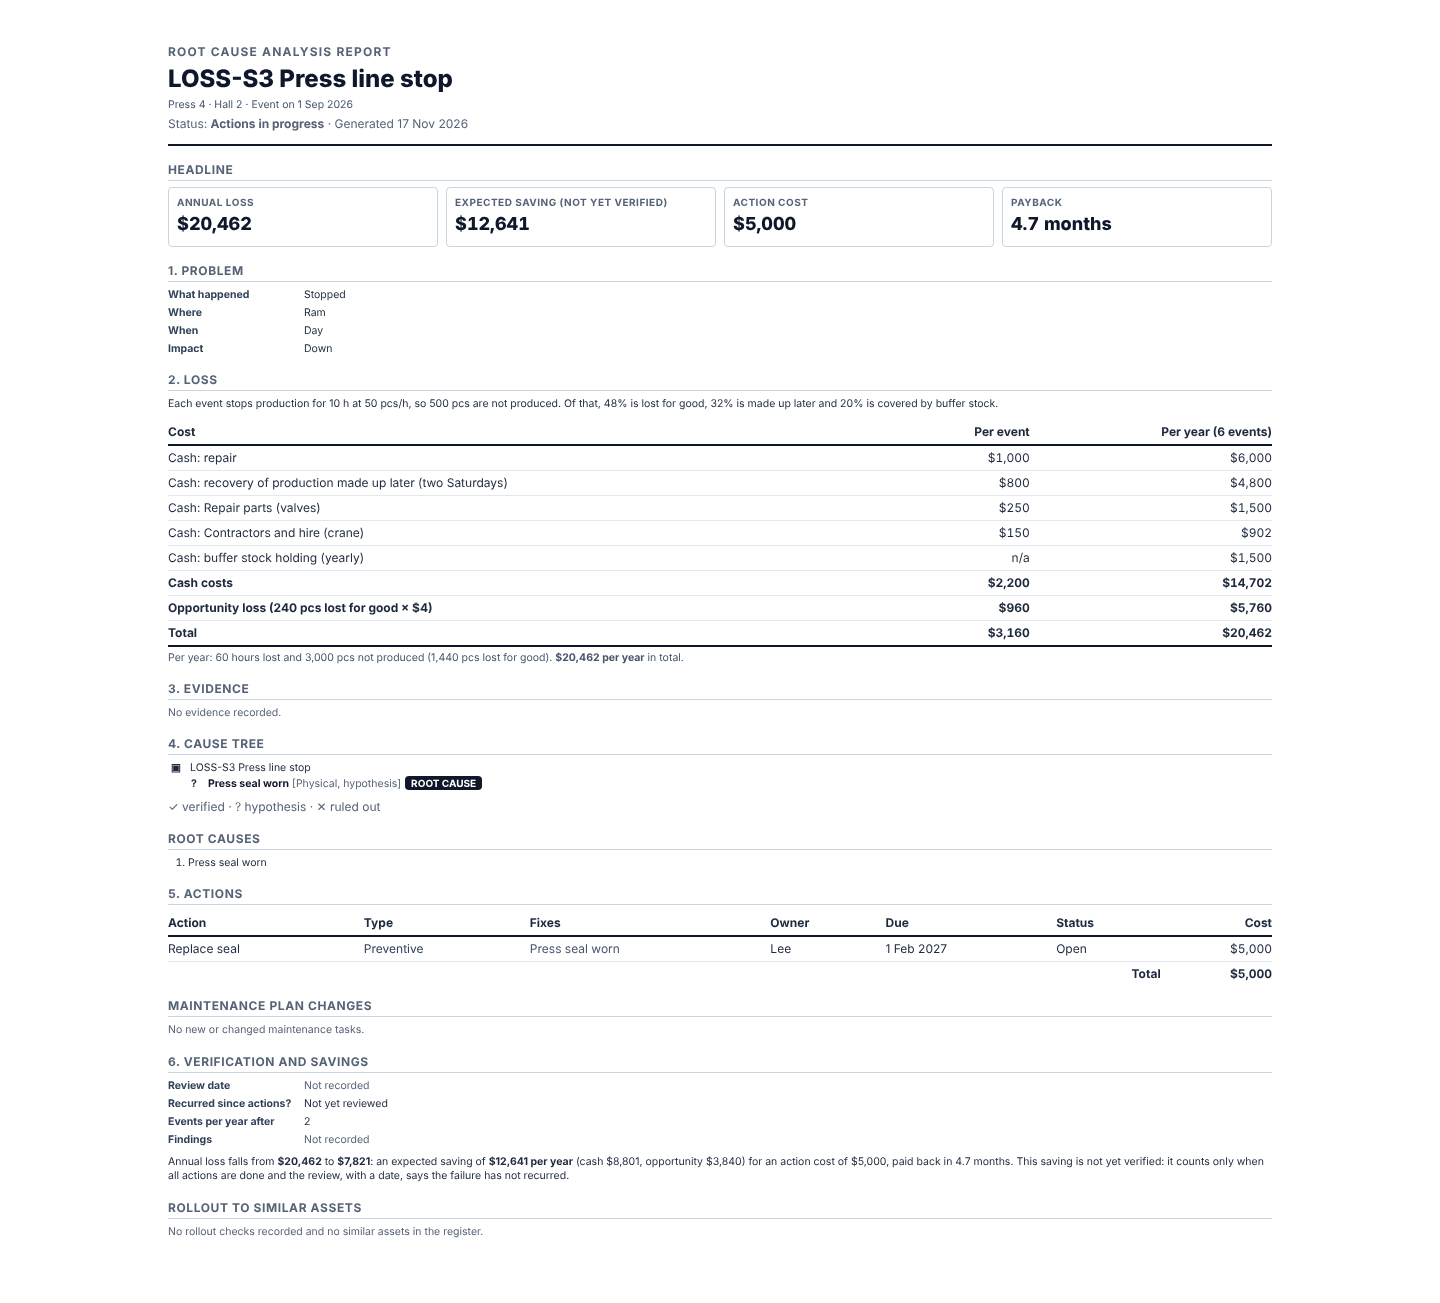 ROOT CAUSE ANALYSIS REPORT
LOSS-S3 Press line stop
Press 4 · Hall 2 · Event on 1 Sep 2026
Status: Actions in progress · Generated 17 Nov 2026
HEADLINE
ANNUAL LOSS
$20,462
EXPECTED SAVING (NOT YET VERIFIED)
$12,641
ACTION COST
$5,000
PAYBACK
4.7 months
1. PROBLEM
What happened Stopped
Where Ram
When Day
Impact Down
2. LOSS
Each event stops production for 10 h at 50 pcs/h, so 500 pcs are not produced. Of that, 48% is lost for good, 32% is made up later and 20% is covered by buffer stock.
Cost Per event Per year (6 events)
Cash: repair $1,000 $6,000
Cash: recovery of production made up later (two Saturdays) $800 $4,800
Cash: Repair parts (valves) $250 $1,500
Cash: Contractors and hire (crane) $150 $902
Cash: buffer stock holding (yearly) n/a $1,500
Cash costs $2,200 $14,702
Opportunity loss (240 pcs lost for good × $4) $960 $5,760
Total $3,160 $20,462
Per year: 60 hours lost and 3,000 pcs not produced (1,440 pcs lost for good). $20,462 per year in total.
3. EVIDENCE
No evidence recorded.
4. CAUSE TREE
▣ LOSS-S3 Press line stop
? Press seal worn [Physical, hypothesis] ROOT CAUSE
✓ verified · ? hypothesis · ✕ ruled out
ROOT CAUSES
1. Press seal worn
5. ACTIONS
Action Type Fixes Owner Due Status Cost
Replace seal Preventive Press seal worn Lee 1 Feb 2027 Open $5,000
Total $5,000
MAINTENANCE PLAN CHANGES
No new or changed maintenance tasks.
6. VERIFICATION AND SAVINGS
Review date Not recorded
Recurred since actions? Not yet reviewed
Events per year after 2
Findings Not recorded
Annual loss falls from $20,462 to $7,821: an expected saving of $12,641 per year (cash $8,801, opportunity $3,840) for an action cost of $5,000, paid back in 4.7 months. This saving is not yet verified: it counts only when
all actions are done and the review, with a date, says the failure has not recurred.
ROLLOUT TO SIMILAR ASSETS
No rollout checks recorded and no similar assets in the register.